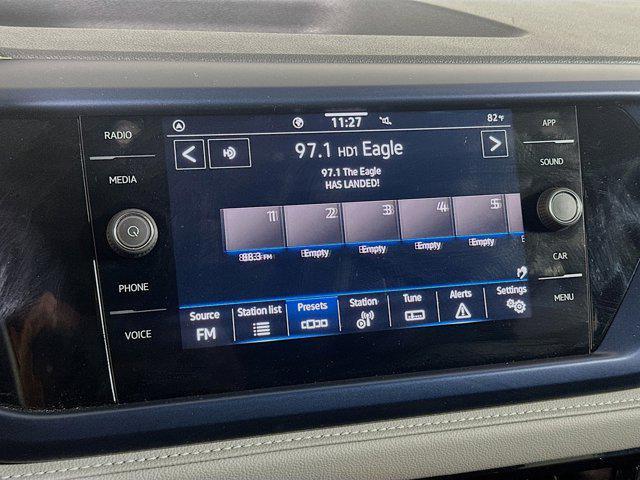 RADIO
MEDIA
PHONE
VOICE
11:27
82°F
97.1 HD1 Eagle
97.1 The Eagle
HAS LANDED!
1 2 3 4 5
88.3 FM Empty Empty Empty Empty E
Source Station list Presets Station Tune Alerts Settings
FM
APP
SOUND
CAR
MENU